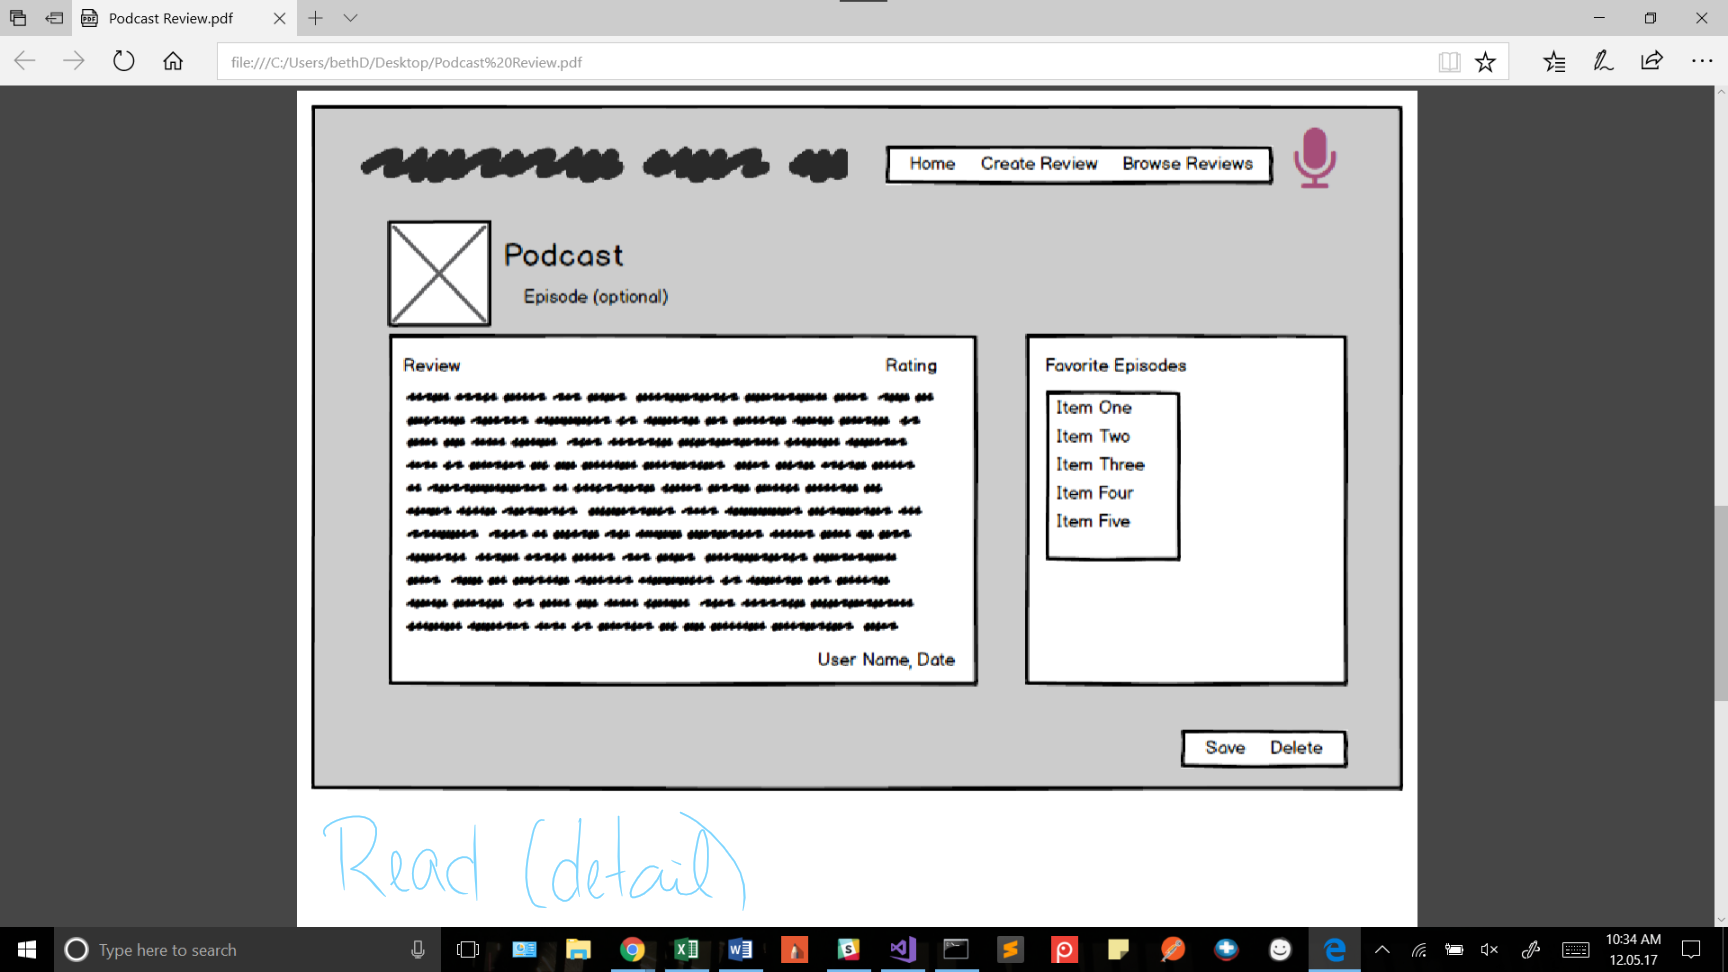 Podcast Review.pdf
file:///C:/Users/bethD/Desktop/Podcast%20Review.pdf
Home Create Review Browse Reviews
Podcast
Episode (optional)
Review Rating
User Name, Date
Favorite Episodes
Item One
Item Two
Item Three
Item Four
Item Five
Save Delete
Read (detail)
Type here to search
10:34 AM
12.05.17